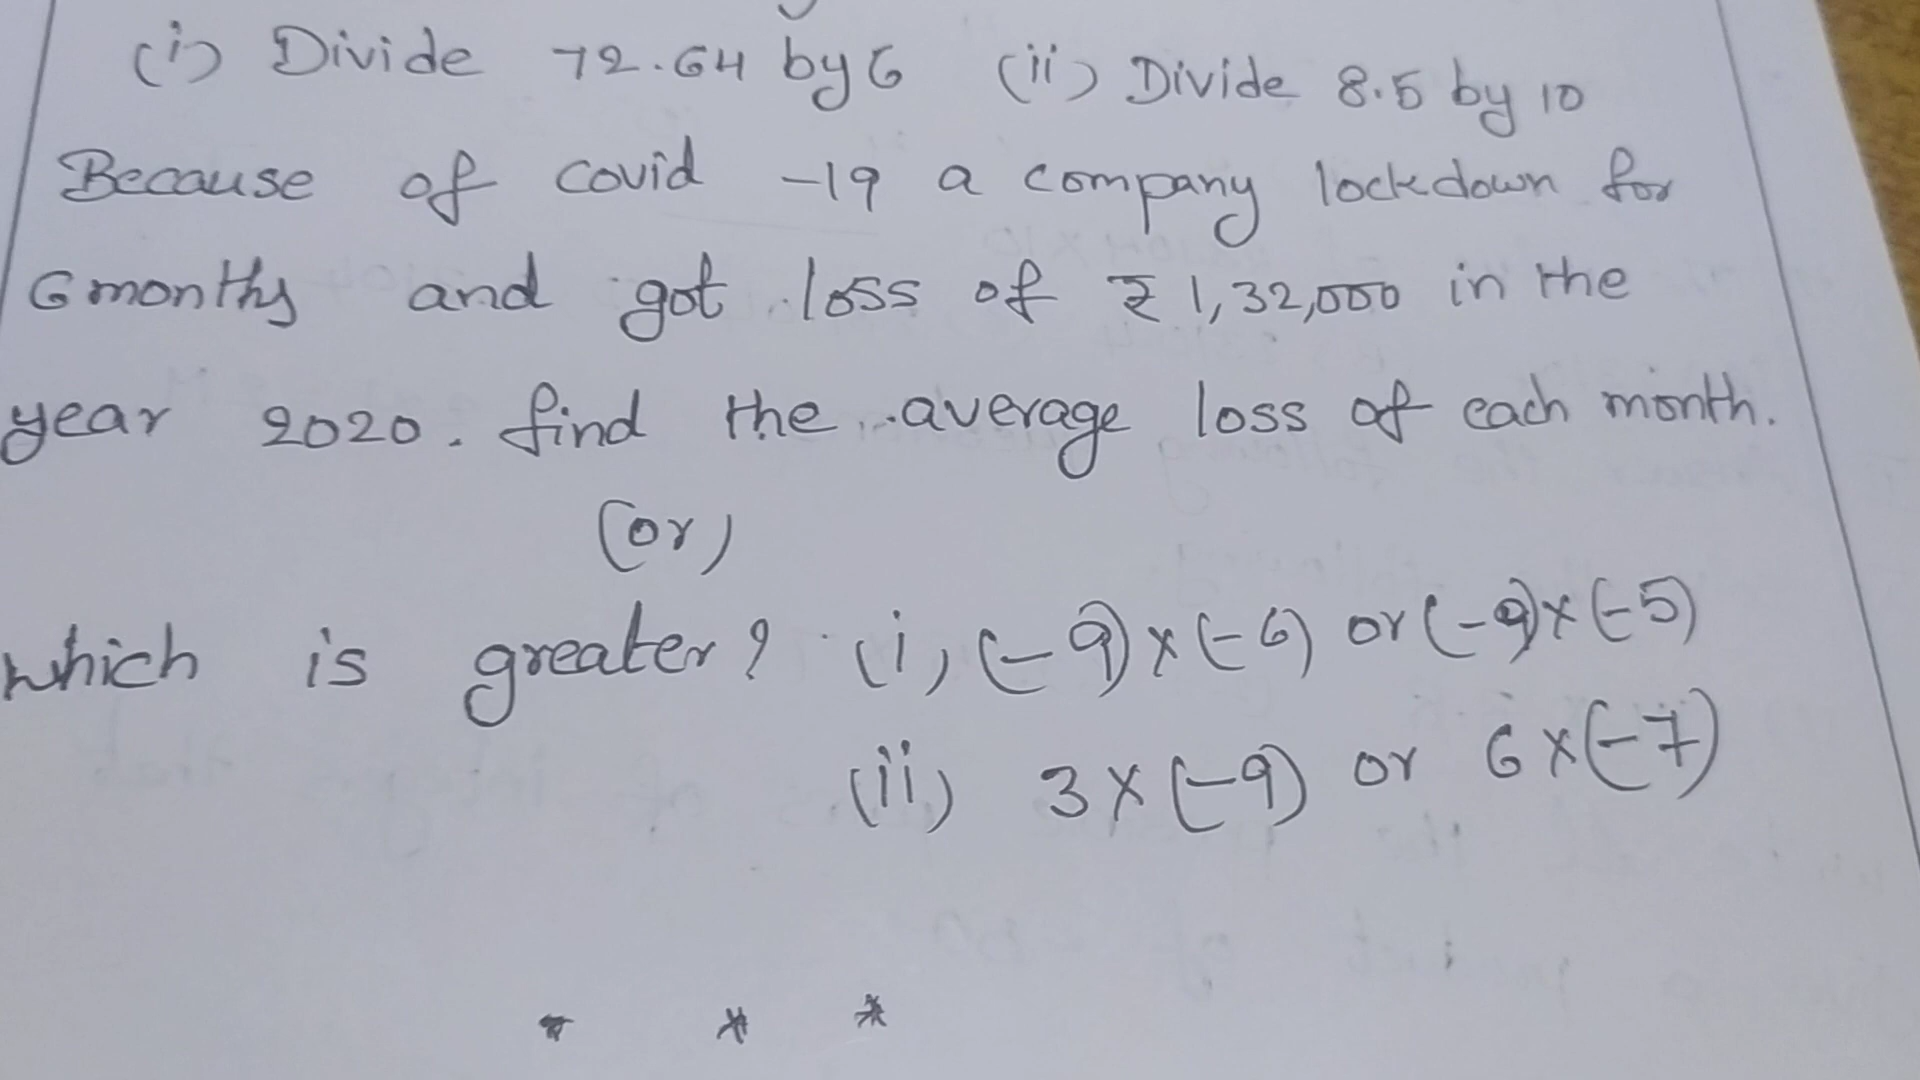 (i) Divide 72.64 by 6 (ii) Divide 8.5 by 10
Because of covid -19 a company lockdown for
6 months and got loss of ₹ 1,32,000 in the
year 2020. find the average loss of each month.
(or)
which is greater? (i) (-9)×(-6) or (-9)×(-5)
(ii) 3×(-9) or 6×(-7)
* * *